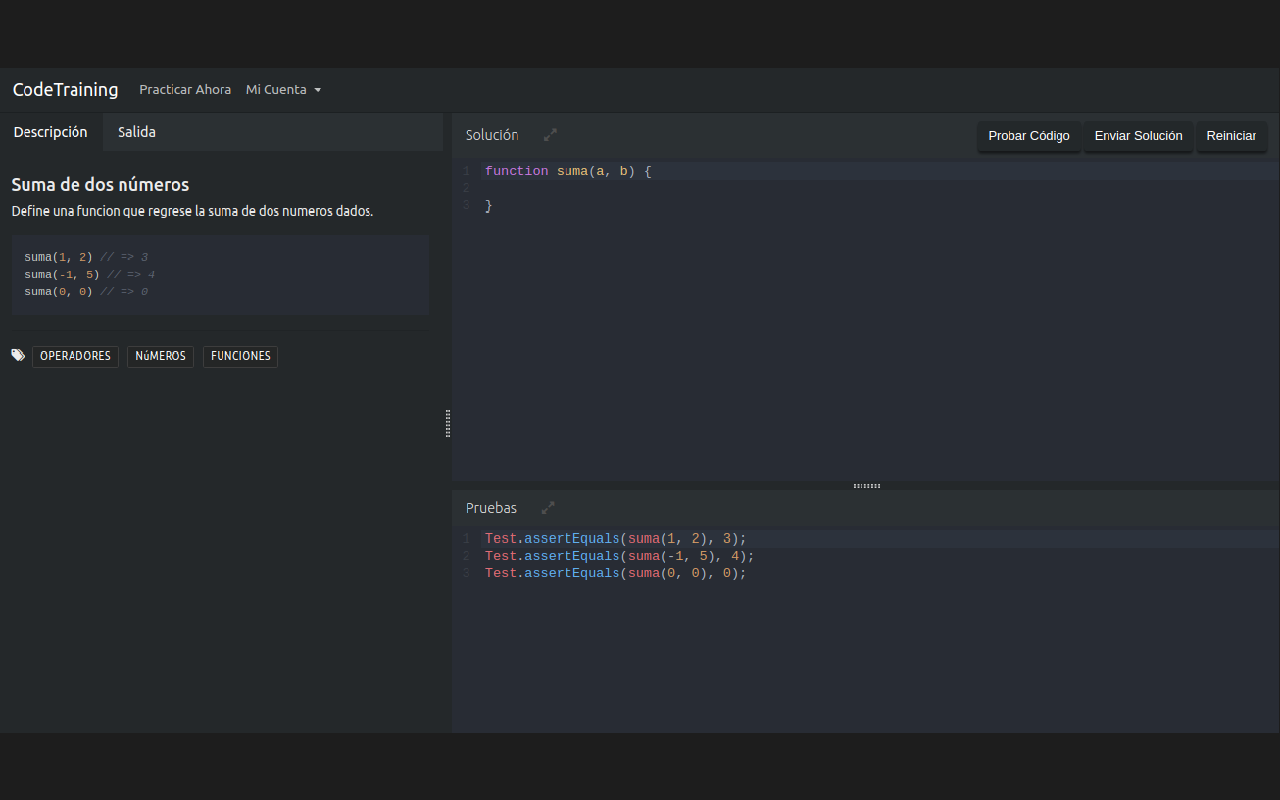 CodeTraining Practicar Ahora Mi Cuenta
Descripción Salida
Suma de dos números
Define una funcion que regrese la suma de dos numeros dados.
suma(1, 2) // => 3
suma(-1, 5) // => 4
suma(0, 0) // => 0
OPERADORES NúMEROS FUNCIONES
Solución Probar Código Enviar Solución Reiniciar
1 function suma(a, b) {
2
3 }
Pruebas
1 Test.assertEquals(suma(1, 2), 3);
2 Test.assertEquals(suma(-1, 5), 4);
3 Test.assertEquals(suma(0, 0), 0);